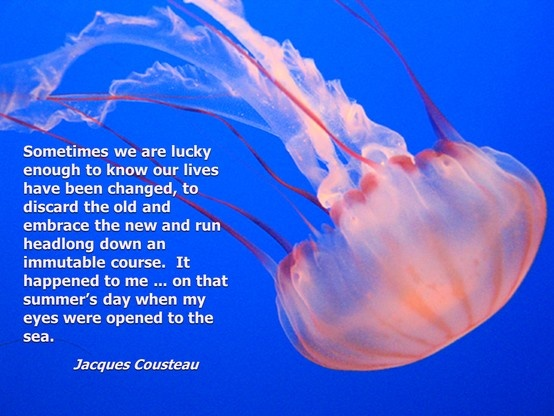 Sometimes we are lucky
enough to know our lives
have been changed, to
discard the old and
embrace the new and run
headlong down an
immutable course.  It
happened to me ... on that
summer’s day when my
eyes were opened to the
sea.
Jacques Cousteau